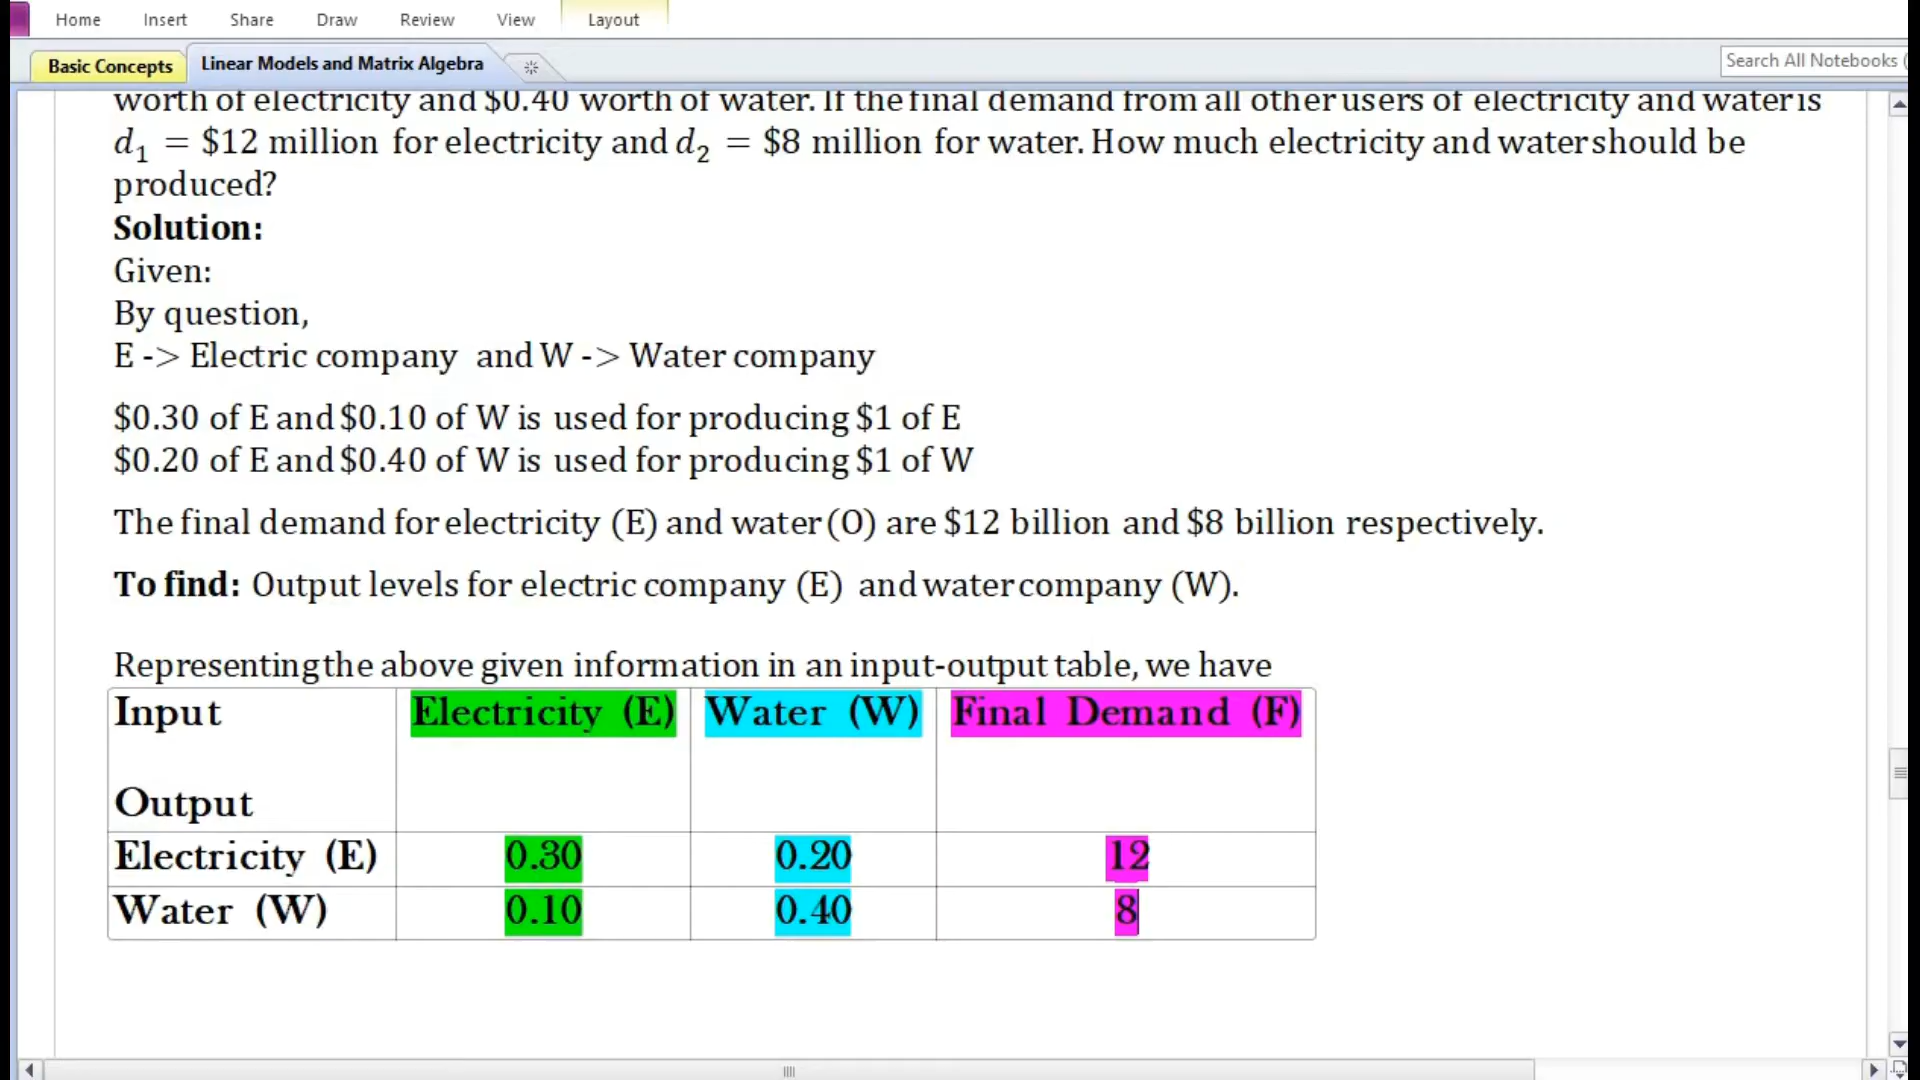 Home Insert Share Draw Review View Layout
Basic Concepts Linear Models and Matrix Algebra Search All Notebooks (
worth of electricity and $0.40 worth of water. If the final demand from all other users of electricity and water is
d₁ = $12 million for electricity and d₂ = $8 million for water. How much electricity and water should be
produced?
Solution:
Given:
By question,
E -> Electric company and W -> Water company
$0.30 of E and $0.10 of W is used for producing $1 of E
$0.20 of E and $0.40 of W is used for producing $1 of W
The final demand for electricity (E) and water (O) are $12 billion and $8 billion respectively.
To find: Output levels for electric company (E) and water company (W).
Representing the above given information in an input-output table, we have
Input Electricity (E) Water (W) Final Demand (F)
Output
Electricity (E) 0.30 0.20 12
Water (W) 0.10 0.40 8